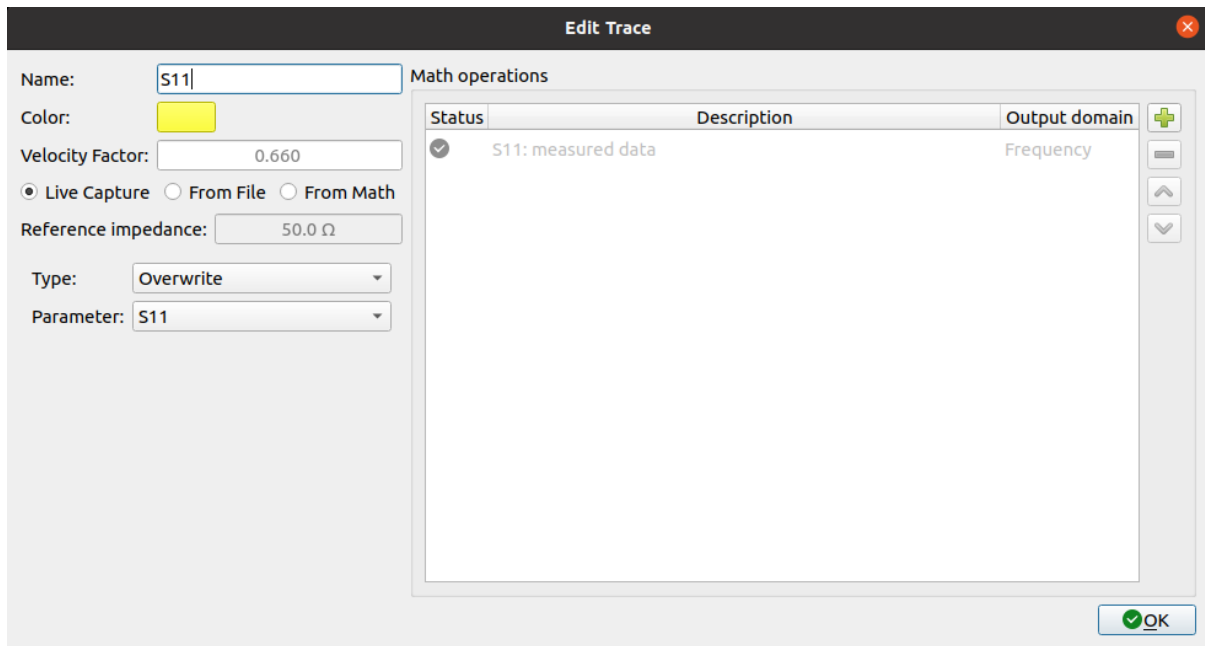 Edit Trace
Name: S11
Color:
Velocity Factor: 0.660
Live Capture From File From Math
Reference impedance: 50.0 Ω
Type: Overwrite
Parameter: S11
Math operations
Status Description Output domain
S11: measured data Frequency
OK